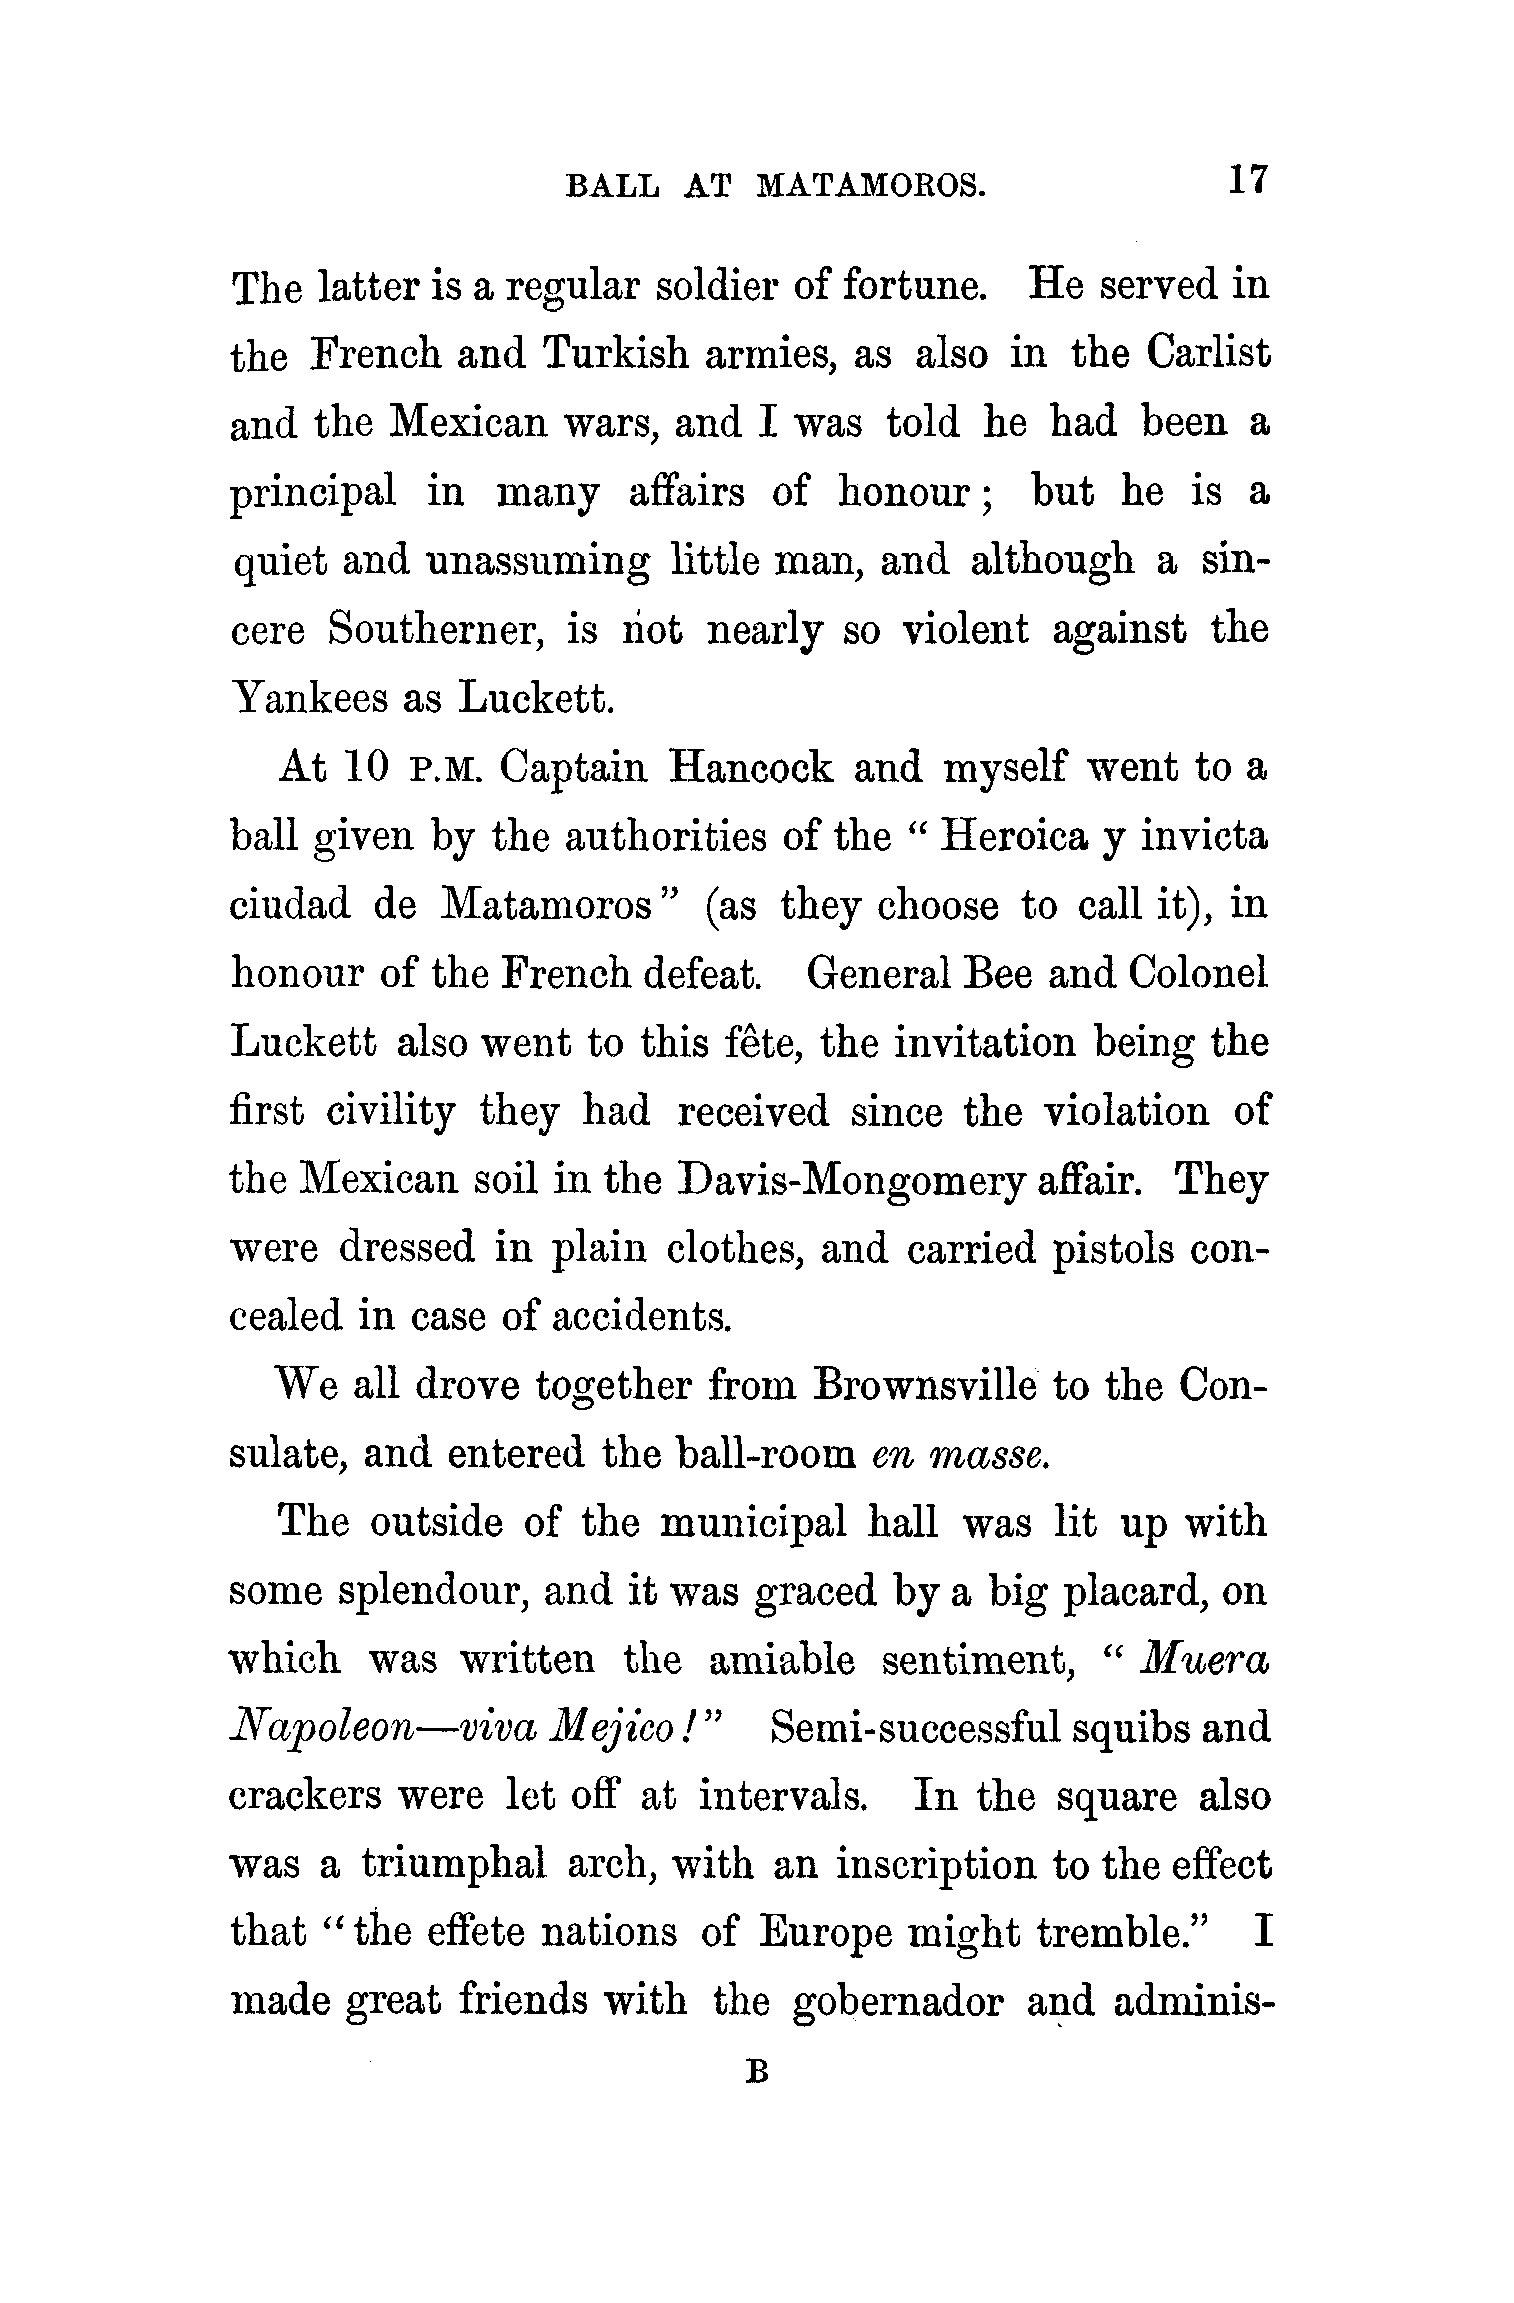 BALL AT MATAMOROS. 17
The latter is a regular soldier of fortune. He served in
the French and Turkish armies, as also in the Carlist
and the Mexican wars, and I was told he had been a
principal in many affairs of honour; but he is a
quiet and unassuming little man, and although a sin-
cere Southerner, is not nearly so violent against the
Yankees as Luckett.
At 10 P.M. Captain Hancock and myself went to a
ball given by the authorities of the “Heroica y invicta
ciudad de Matamoros” (as they choose to call it), in
honour of the French defeat. General Bee and Colonel
Luckett also went to this fête, the invitation being the
first civility they had received since the violation of
the Mexican soil in the Davis-Mongomery affair. They
were dressed in plain clothes, and carried pistols con-
cealed in case of accidents.
We all drove together from Brownsville to the Con-
sulate, and entered the ball-room en masse.
The outside of the municipal hall was lit up with
some splendour, and it was graced by a big placard, on
which was written the amiable sentiment, “Muera
Napoleon—viva Mejico!” Semi-successful squibs and
crackers were let off at intervals. In the square also
was a triumphal arch, with an inscription to the effect
that “the effete nations of Europe might tremble.” I
made great friends with the gobernador and adminis-
B